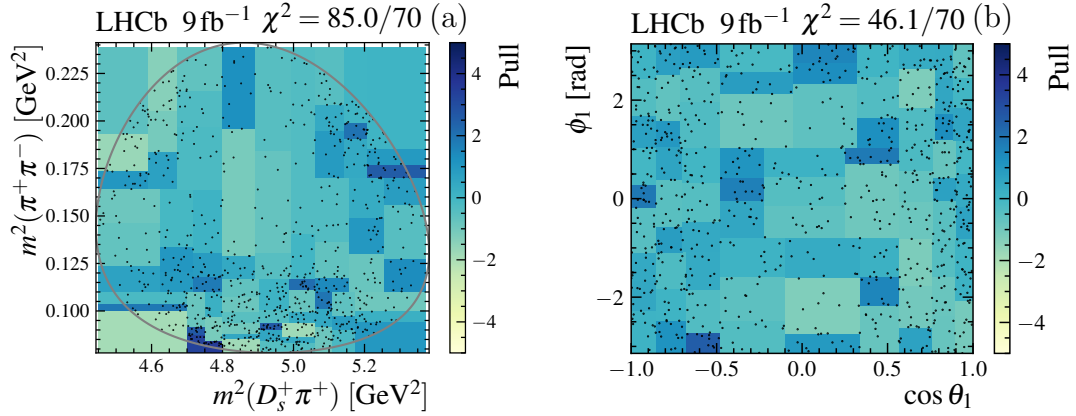 LHCb 9 fb⁻¹ χ² = 85.0/70 (a)
m²(π⁺π⁻) [GeV²]
0.225
0.200
0.175
0.150
0.125
0.100
4.6 4.8 5.0 5.2
m²(D_s⁺π⁺) [GeV²]
Pull
4
2
0
−2
−4
LHCb 9 fb⁻¹ χ² = 46.1/70 (b)
ϕ₁ [rad]
2
0
−2
−1.0 −0.5 0.0 0.5 1.0
cos θ₁
Pull
4
2
0
−2
−4